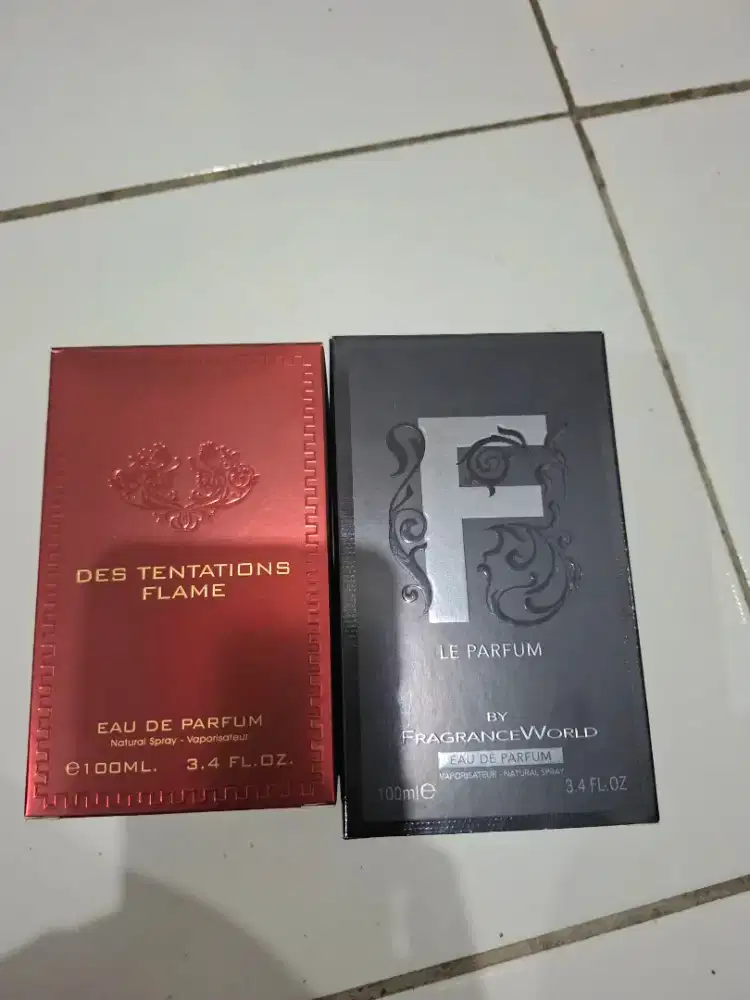 DES TENTATIONS
FLAME
EAU DE PARFUM
Natural Spray - Vaporisateur
℮100ML. 3.4 FL.OZ.
F
LE PARFUM
BY
FRAGRANCEWORLD
EAU DE PARFUM
VAPORISATEUR - NATURAL SPRAY
100ml℮ 3.4 FL.OZ